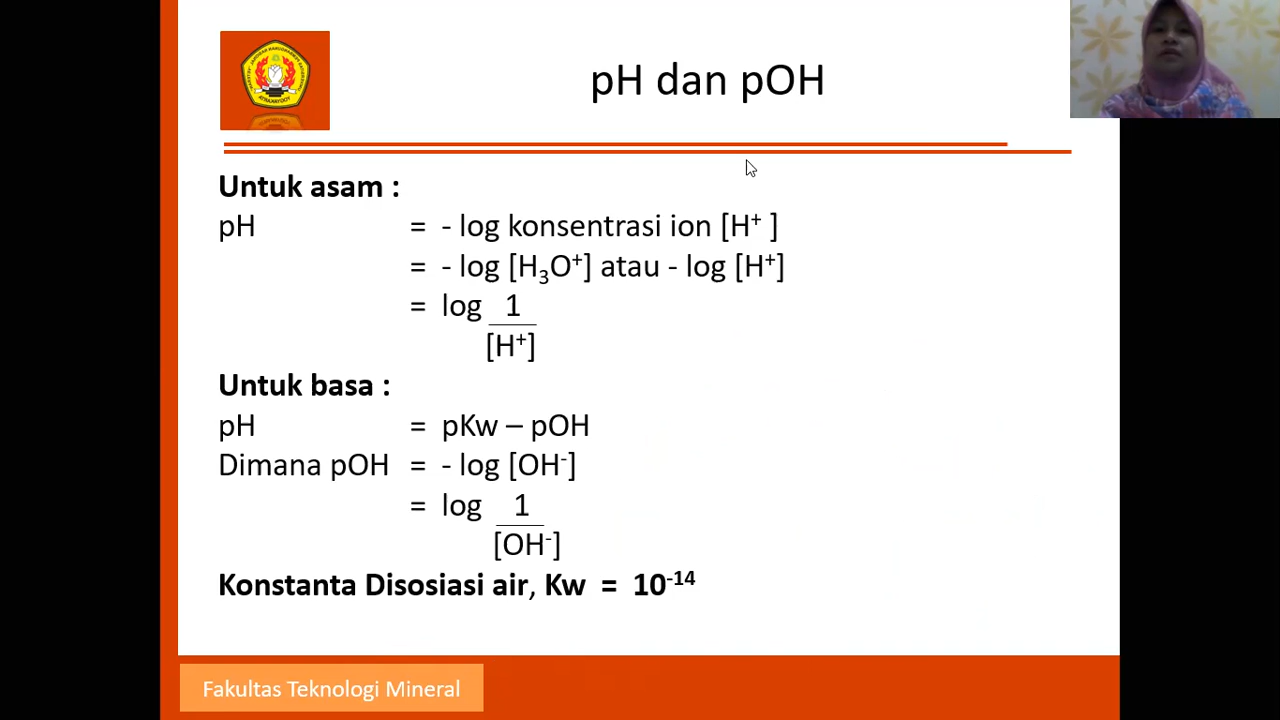 pH dan pOH
Untuk asam :
pH = - log konsentrasi ion [H⁺ ]
= - log [H₃O⁺] atau - log [H⁺]
= log 1
[H⁺]
Untuk basa :
pH = pKw – pOH
Dimana pOH = - log [OH⁻]
= log 1
[OH⁻]
Konstanta Disosiasi air, Kw = 10⁻¹⁴
Fakultas Teknologi Mineral